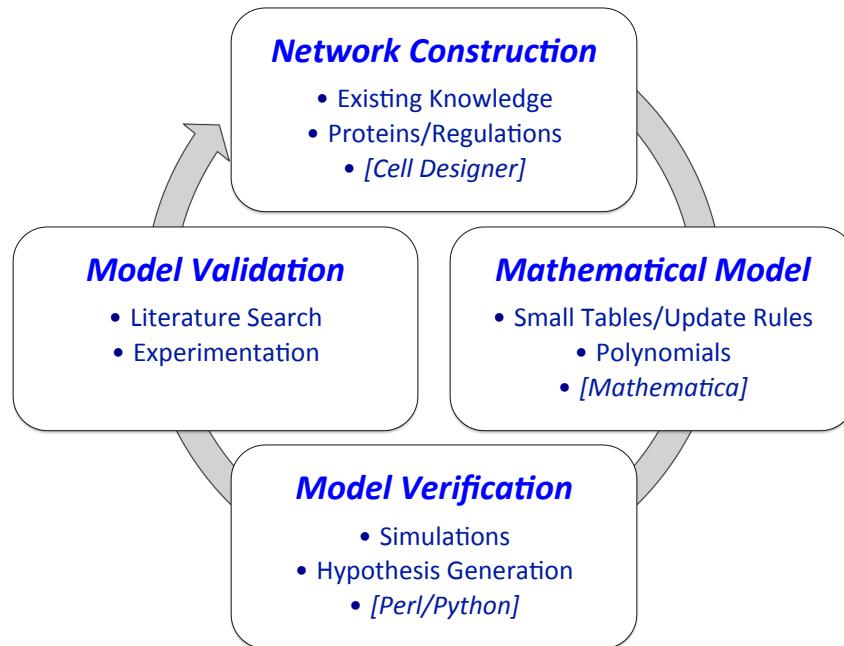 Network Construction
• Existing Knowledge
• Proteins/Regulations
• [Cell Designer]
Model Validation
• Literature Search
• Experimentation
Mathematical Model
• Small Tables/Update Rules
• Polynomials
• [Mathematica]
Model Verification
• Simulations
• Hypothesis Generation
• [Perl/Python]